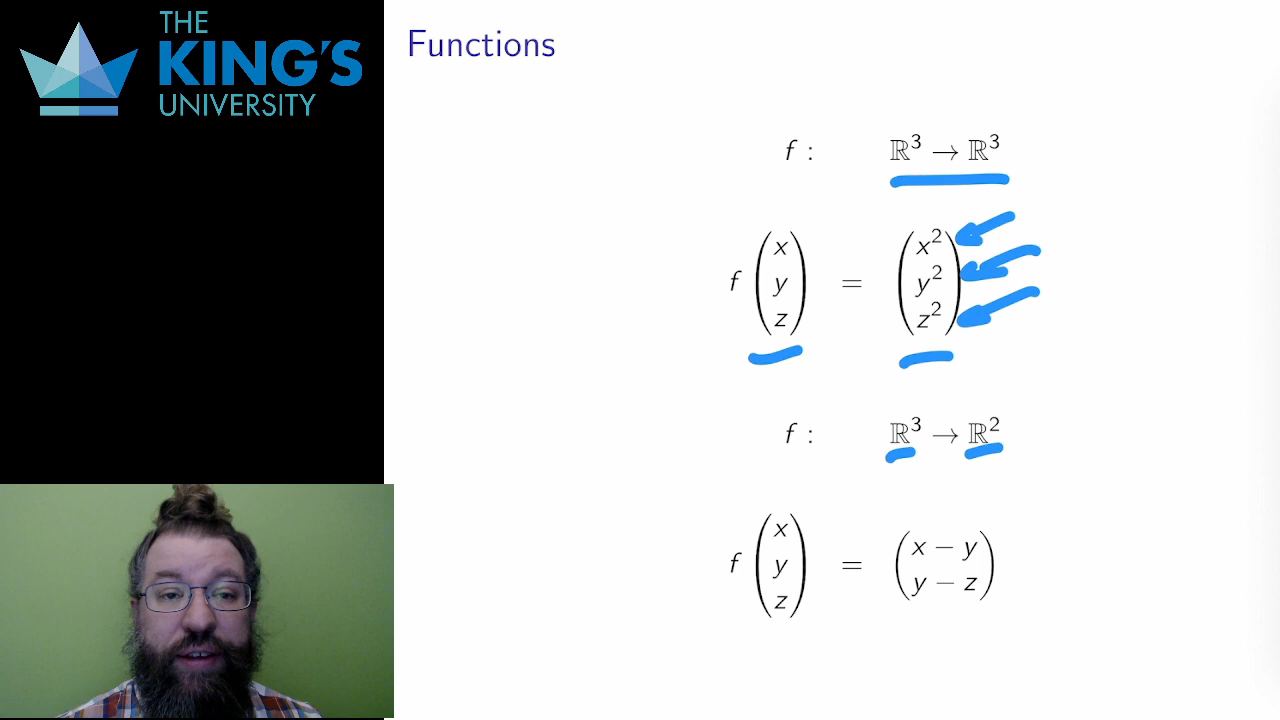 THE
KING'S
UNIVERSITY
Functions
f : ℝ³ → ℝ³
f (x y z) = (x² y² z²)
f : ℝ³ → ℝ²
f (x y z) = (x − y y − z)